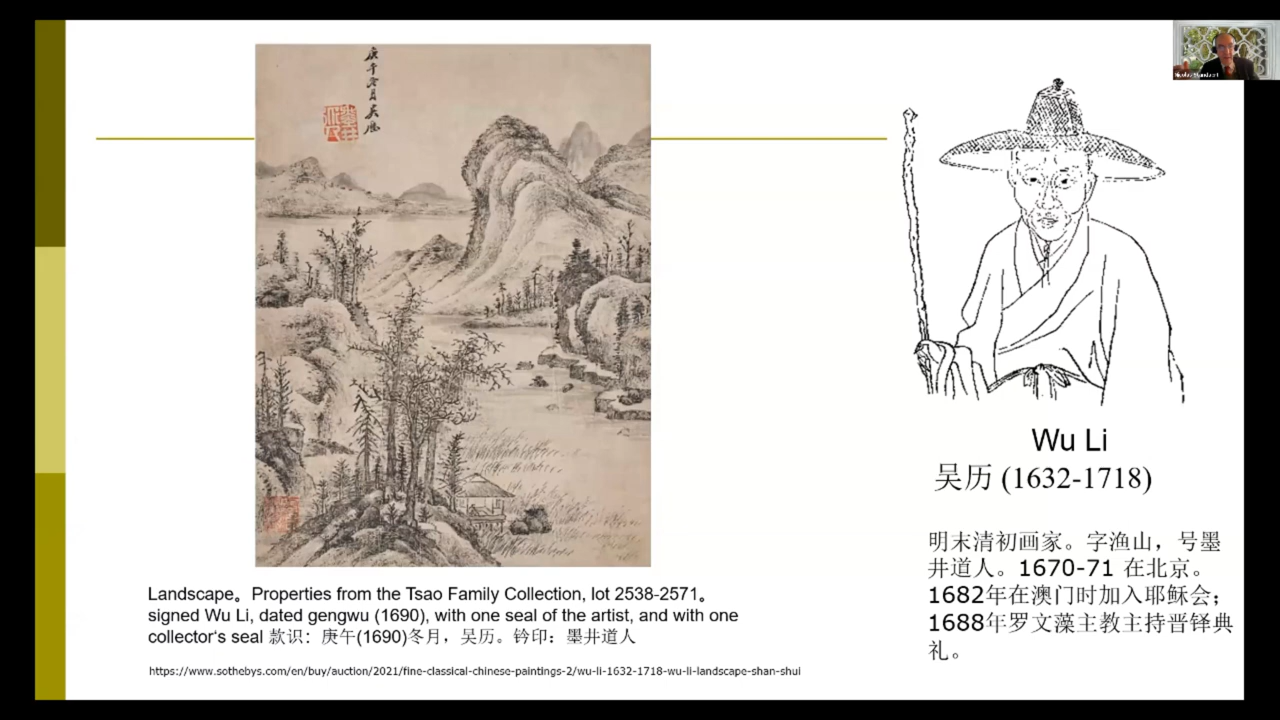 庚午冬月吴历
Landscape。Properties from the Tsao Family Collection, lot 2538-2571。
signed Wu Li, dated gengwu (1690), with one seal of the artist, and with one
collector's seal 款识：庚午(1690)冬月，吴历。钤印：墨井道人
https://www.sothebys.com/en/buy/auction/2021/fine-classical-chinese-paintings-2/wu-li-1632-1718-wu-li-landscape-shan-shui
Wu Li
吴历 (1632-1718)
明末清初画家。字渔山，号墨
井道人。1670-71 在北京。
1682年在澳门时加入耶稣会；
1688年罗文藻主教主持晋铎典
礼。